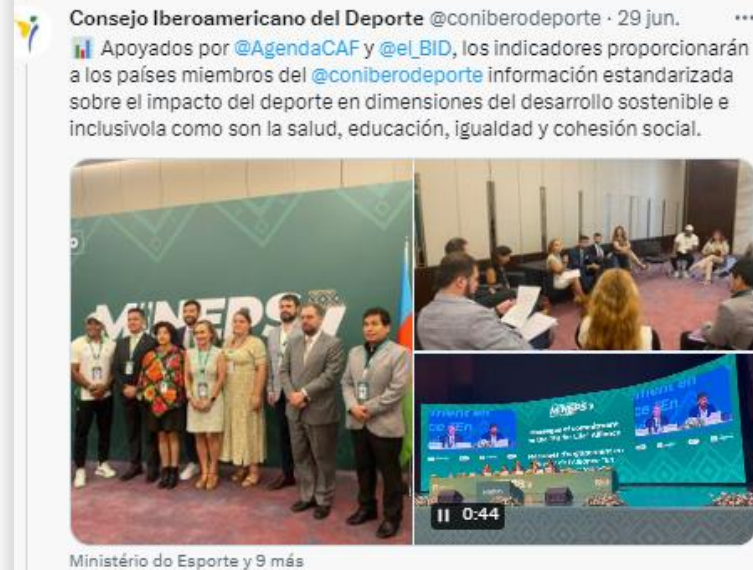 Consejo Iberoamericano del Deporte @coniberodeporte · 29 jun. ···
Apoyados por @AgendaCAF y @el_BID, los indicadores proporcionarán
a los países miembros del @coniberodeporte información estandarizada
sobre el impacto del deporte en dimensiones del desarrollo sostenible e
inclusivola como son la salud, educación, igualdad y cohesión social.
MINEPS
MINEPS
Alliance
0:44
Ministério do Esporte y 9 más